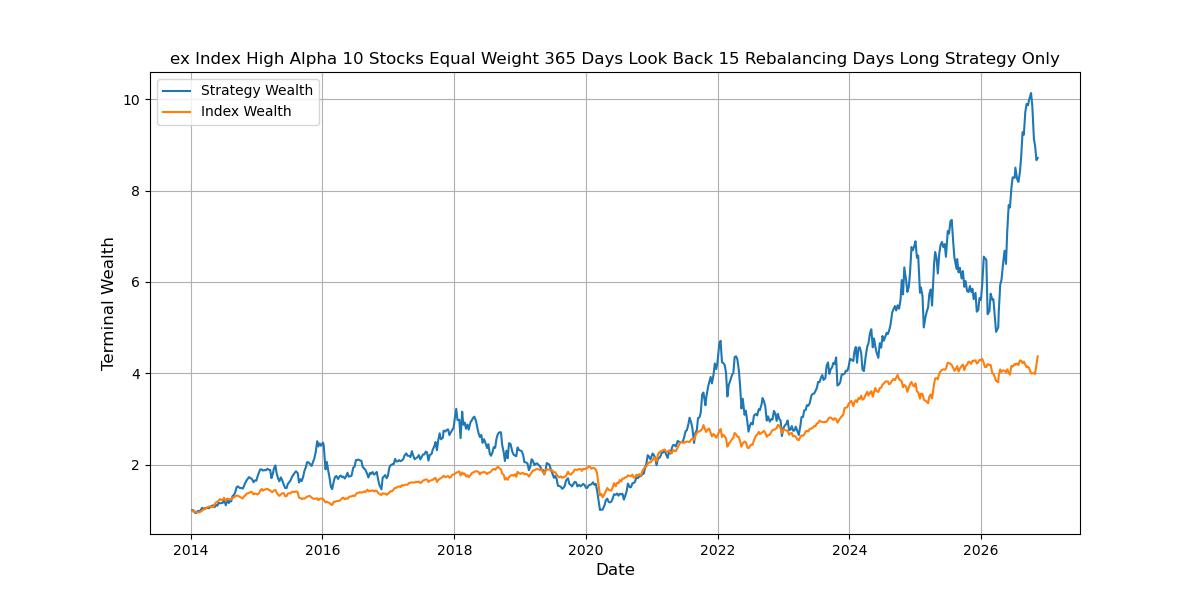 ex Index High Alpha 10 Stocks Equal Weight 365 Days Look Back 15 Rebalancing Days Long Strategy Only
Strategy Wealth
Index Wealth
Terminal Wealth
10
8
6
4
2
2014 2016 2018 2020 2022 2024 2026
Date